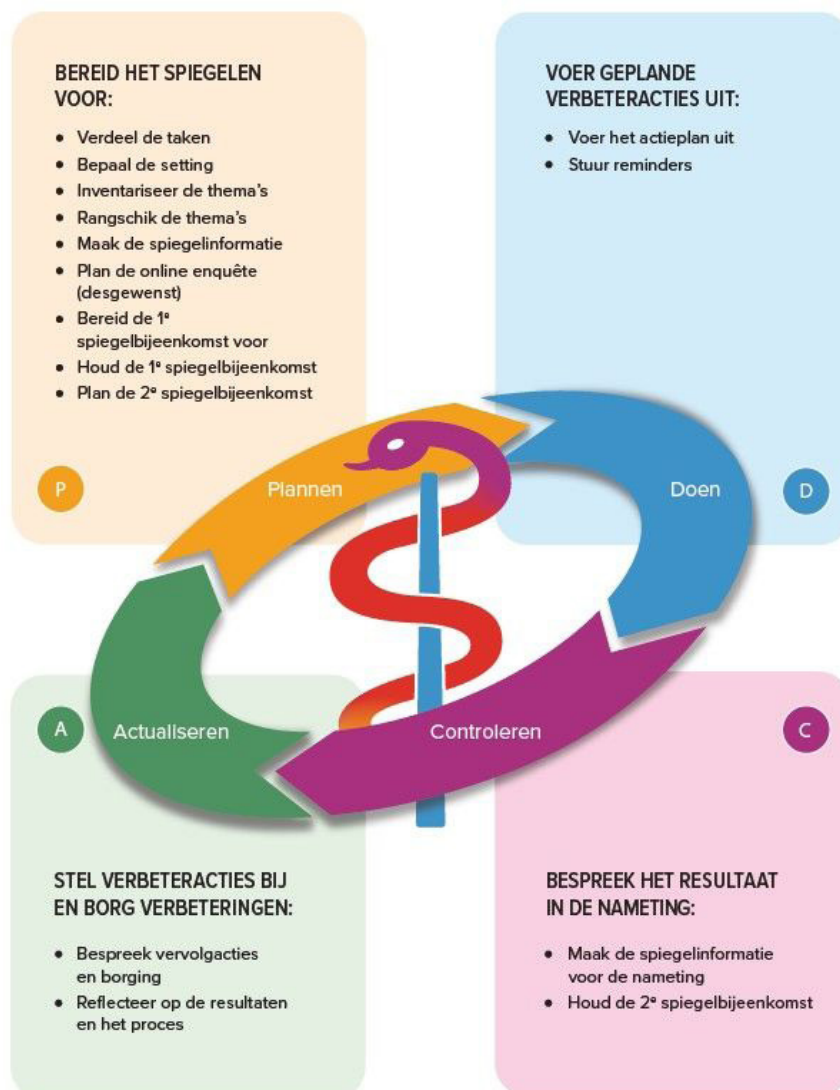 BEREID HET SPIEGELEN
VOOR:
• Verdeel de taken
• Bepaal de setting
• Inventariseer de thema's
• Rangschik de thema's
• Maak de spiegelinformatie
• Plan de online enquête
(desgewenst)
• Bereid de 1e
spiegelbijeenkomst voor
• Houd de 1e spiegelbijeenkomst
• Plan de 2e spiegelbijeenkomst
P
Plannen
VOER GEPLANDE
VERBETERACTIES UIT:
• Voer het actieplan uit
• Stuur reminders
Doen
D
A
Actualiseren
STEL VERBETERACTIES BIJ
EN BORG VERBETERINGEN:
• Bespreek vervolgacties
en borging
• Reflecteer op de resultaten
en het proces
Controleren
C
BESPREEK HET RESULTAAT
IN DE NAMETING:
• Maak de spiegelinformatie
voor de nameting
• Houd de 2e spiegelbijeenkomst